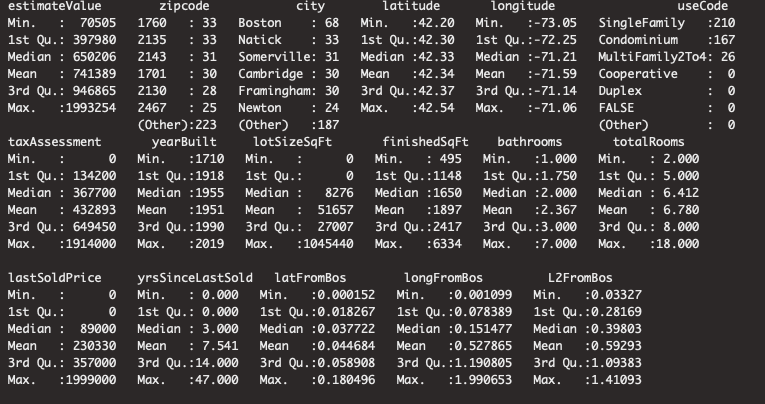 estimateValue zipcode city latitude longitude useCode
Min. : 70505 1760 : 33 Boston : 68 Min. :42.20 Min. :-73.05 SingleFamily :210
1st Qu.: 397980 2135 : 33 Natick : 33 1st Qu.:42.30 1st Qu.:-72.25 Condominium :167
Median : 650206 2143 : 31 Somerville: 31 Median :42.33 Median :-71.21 MultiFamily2To4: 26
Mean : 741389 1701 : 30 Cambridge : 30 Mean :42.34 Mean :-71.59 Cooperative : 0
3rd Qu.: 946865 2130 : 28 Framingham: 30 3rd Qu.:42.37 3rd Qu.:-71.14 Duplex : 0
Max. :1993254 2467 : 25 Newton : 24 Max. :42.54 Max. :-71.06 FALSE : 0
(Other):223 (Other) :187 (Other) : 0
taxAssessment yearBuilt lotSizeSqFt finishedSqFt bathrooms totalRooms
Min. : 0 Min. :1710 Min. : 0 Min. : 495 Min. :1.000 Min. : 2.000
1st Qu.: 134200 1st Qu.:1918 1st Qu.: 0 1st Qu.:1148 1st Qu.:1.750 1st Qu.: 5.000
Median : 367700 Median :1955 Median : 8276 Median :1650 Median :2.000 Median : 6.412
Mean : 432893 Mean :1951 Mean : 51657 Mean :1897 Mean :2.367 Mean : 6.780
3rd Qu.: 649450 3rd Qu.:1990 3rd Qu.: 27007 3rd Qu.:2417 3rd Qu.:3.000 3rd Qu.: 8.000
Max. :1914000 Max. :2019 Max. :1045440 Max. :6334 Max. :7.000 Max. :18.000
lastSoldPrice yrsSinceLastSold latFromBos longFromBos L2FromBos
Min. : 0 Min. : 0.000 Min. :0.000152 Min. :0.001099 Min. :0.03327
1st Qu.: 0 1st Qu.: 0.000 1st Qu.:0.018267 1st Qu.:0.078389 1st Qu.:0.28169
Median : 89000 Median : 3.000 Median :0.037722 Median :0.151477 Median :0.39803
Mean : 230330 Mean : 7.541 Mean :0.044684 Mean :0.527865 Mean :0.59293
3rd Qu.: 357000 3rd Qu.:14.000 3rd Qu.:0.058908 3rd Qu.:1.190805 3rd Qu.:1.09383
Max. :1999000 Max. :47.000 Max. :0.180496 Max. :1.990653 Max. :1.41093